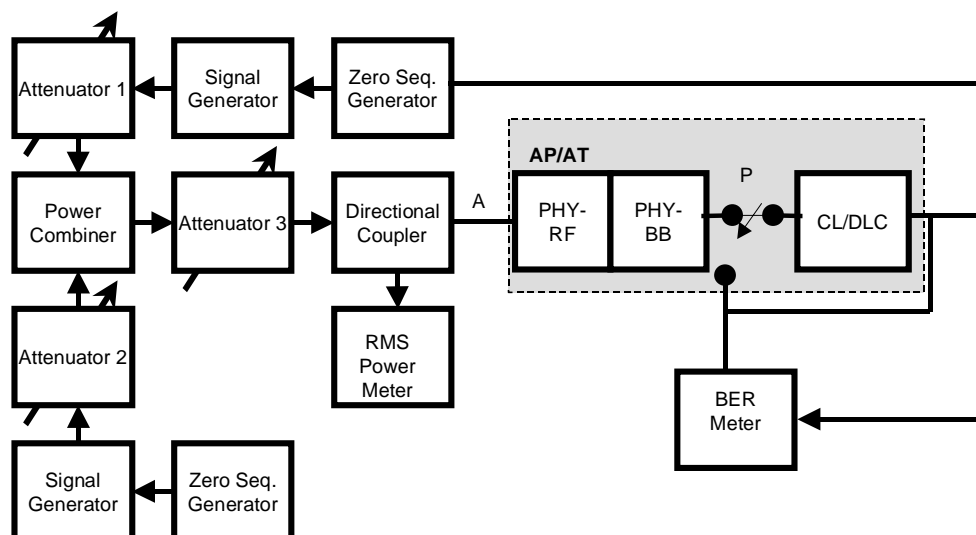 Attenuator 1
Signal
Generator
Zero Seq.
Generator
AP/AT
Power
Combiner
Attenuator 3
Directional
Coupler
A
PHY-
RF
PHY-
BB
P
CL/DLC
Attenuator 2
RMS
Power
Meter
BER
Meter
Signal
Generator
Zero Seq.
Generator